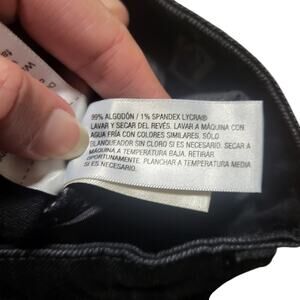 99% ALGODÓN / 1% SPANDEX LYCRA®
LAVAR Y SECAR DEL REVÉS. LAVAR A MÁQUINA CON
AGUA FRÍA CON COLORES SIMILARES. SÓLO
BLANQUEADOR SIN CLORO SI ES NECESARIO. SECAR A
MÁQUINA A TEMPERATURA BAJA. RETIRAR
OPORTUNAMENTE. PLANCHAR A TEMPERATURA MEDIA
SI ES NECESARIO.